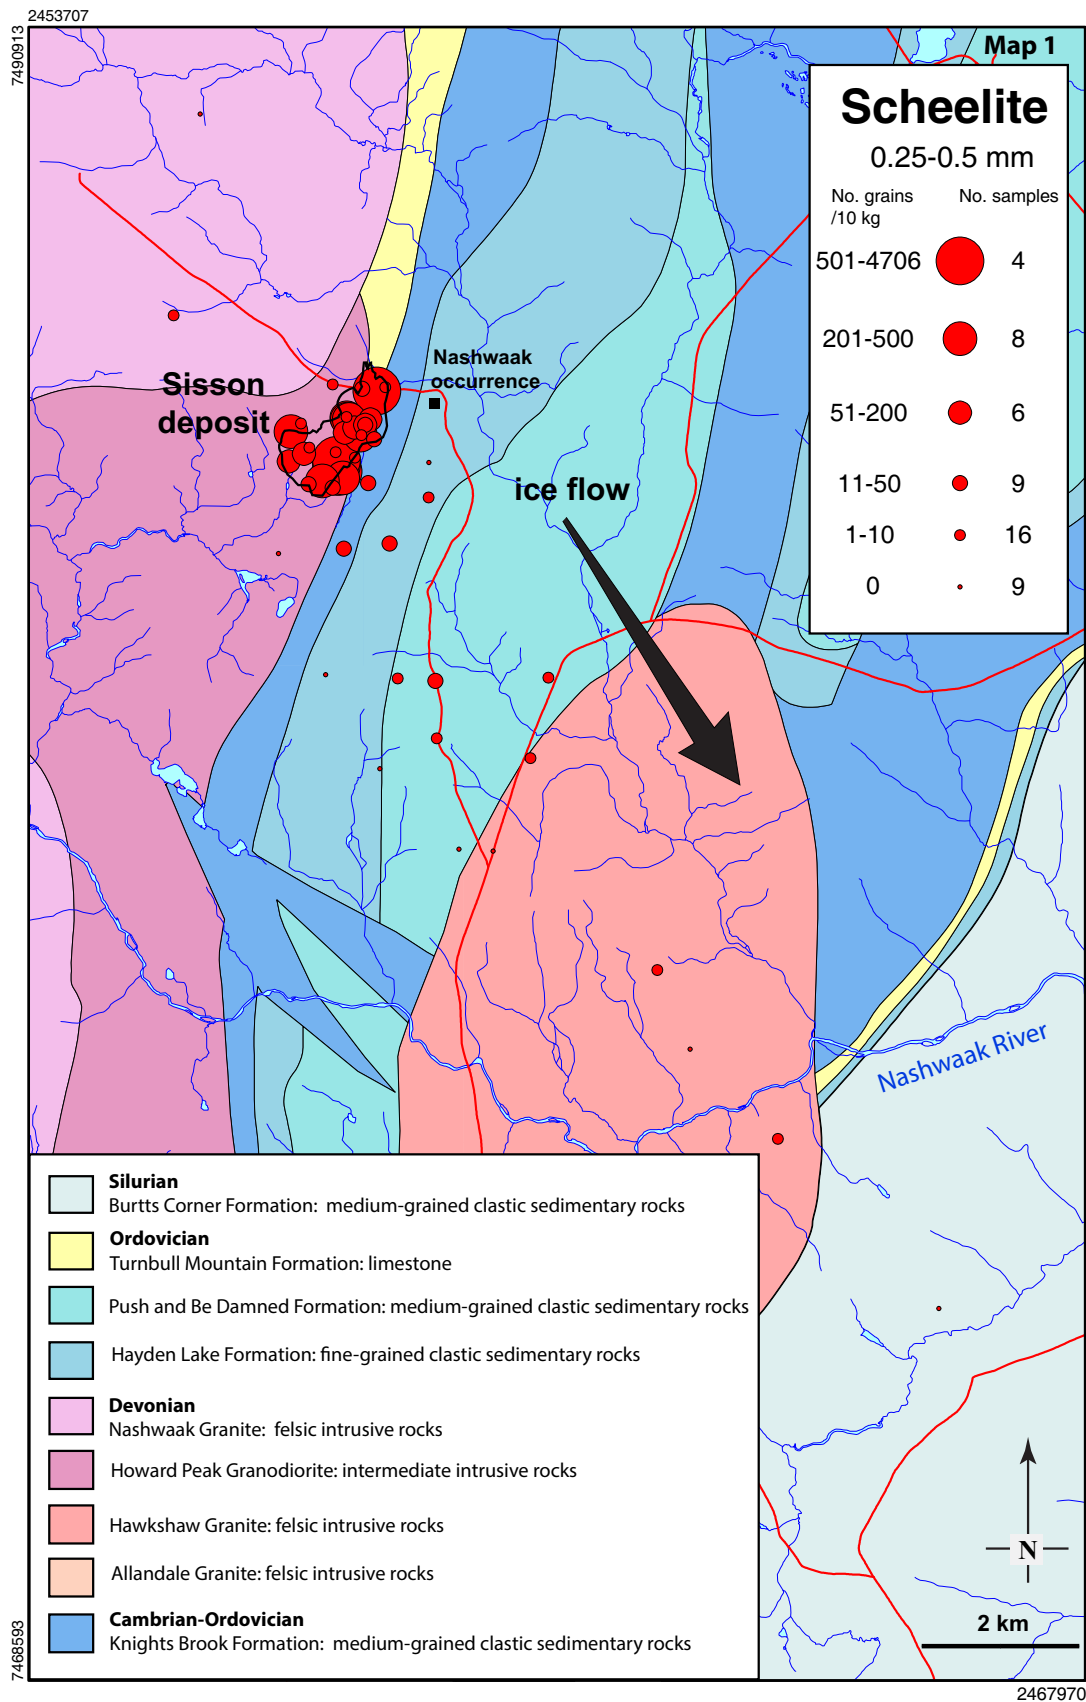 2453707
7490913
Map 1
Scheelite
0.25-0.5 mm
No. grains
/10 kg
No. samples
501-4706 4
201-500 8
51-200 6
11-50 9
1-10 16
0 9
Nashwaak
occurrence
Sisson
deposit
ice flow
Nashwaak River
Silurian
Burtts Corner Formation: medium-grained clastic sedimentary rocks
Ordovician
Turnbull Mountain Formation: limestone
Push and Be Damned Formation: medium-grained clastic sedimentary rocks
Hayden Lake Formation: fine-grained clastic sedimentary rocks
Devonian
Nashwaak Granite: felsic intrusive rocks
Howard Peak Granodiorite: intermediate intrusive rocks
Hawkshaw Granite: felsic intrusive rocks
Allandale Granite: felsic intrusive rocks
Cambrian-Ordovician
Knights Brook Formation: medium-grained clastic sedimentary rocks
N
2 km
7468593
2467970